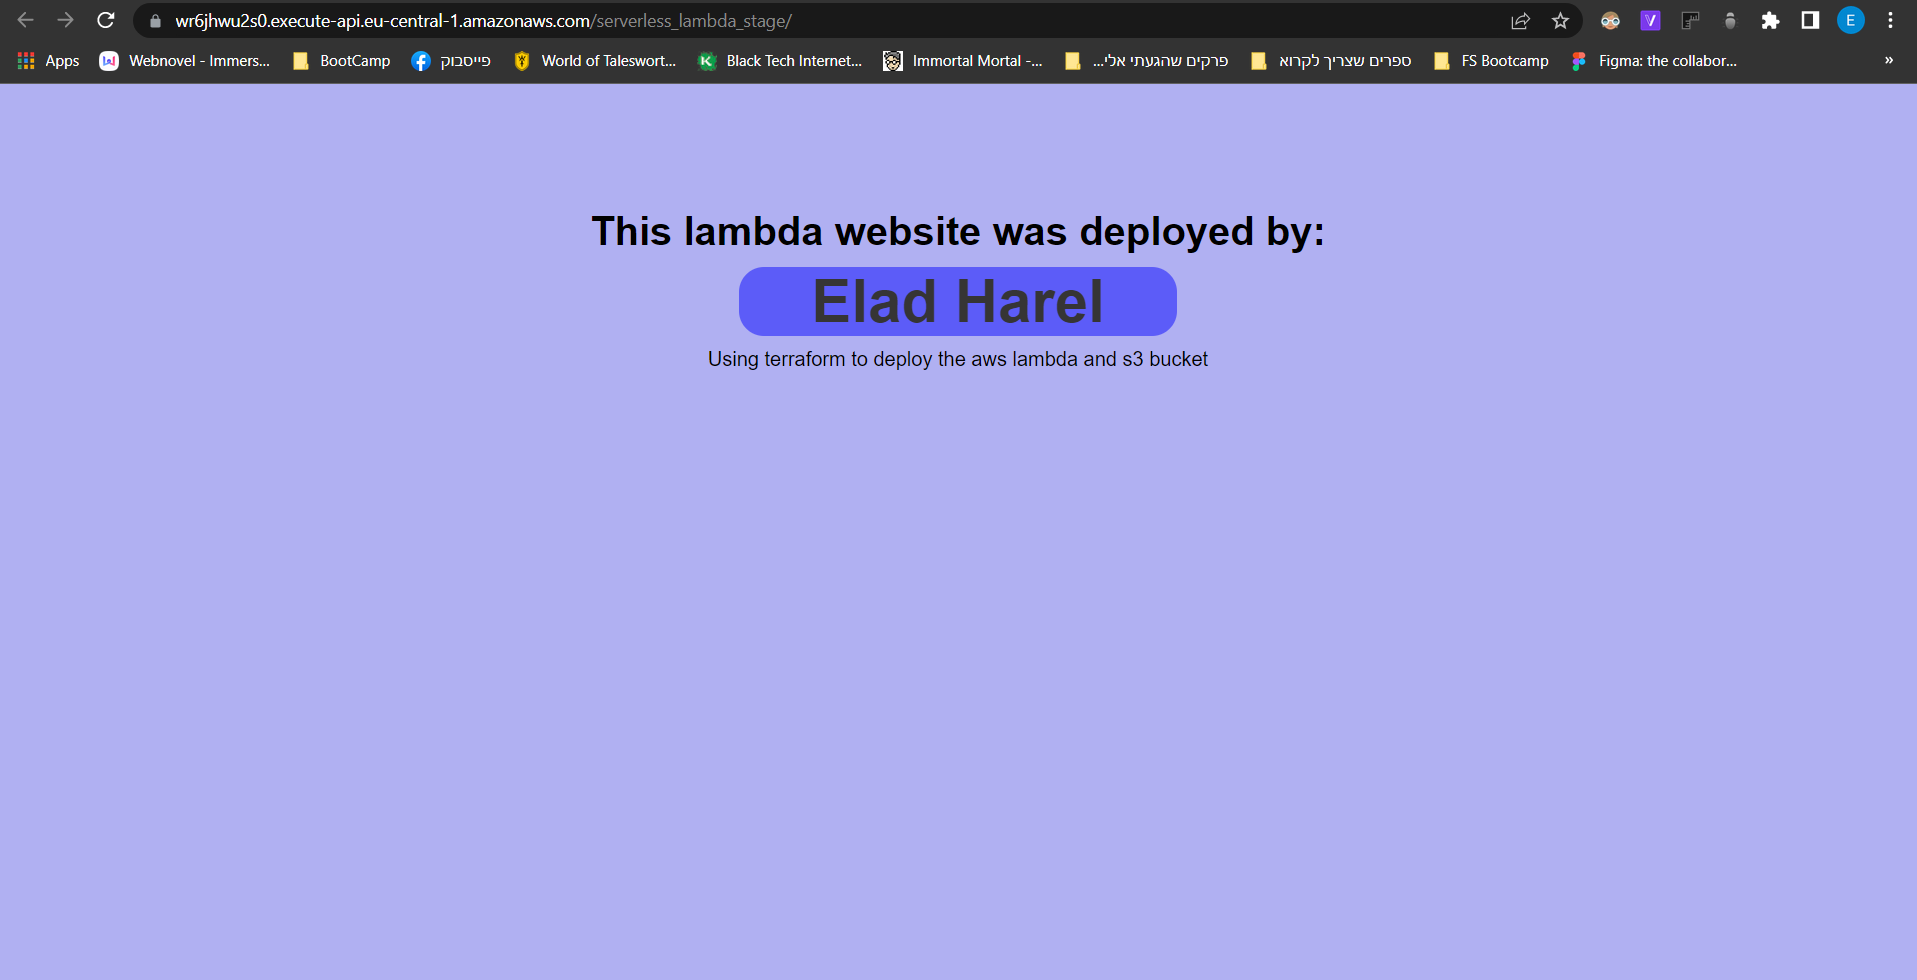 wr6jhwu2s0.execute-api.eu-central-1.amazonaws.com/serverless_lambda_stage/
E
Apps
Webnovel - Immers...
BootCamp
פייסבוק
World of Taleswort...
Black Tech Internet...
Immortal Mortal -...
פרקים שהגעתי אלי...
ספרים שצריך לקרוא
FS Bootcamp
Figma: the collabor...
»
This lambda website was deployed by:
Elad Harel
Using terraform to deploy the aws lambda and s3 bucket